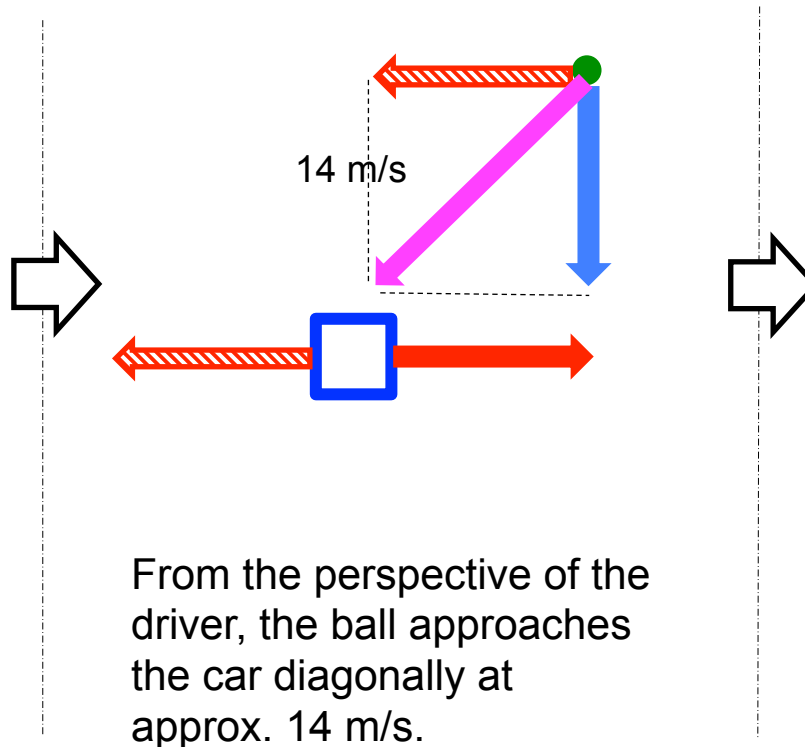 14 m/s
From the perspective of the
driver, the ball approaches
the car diagonally at
approx. 14 m/s.